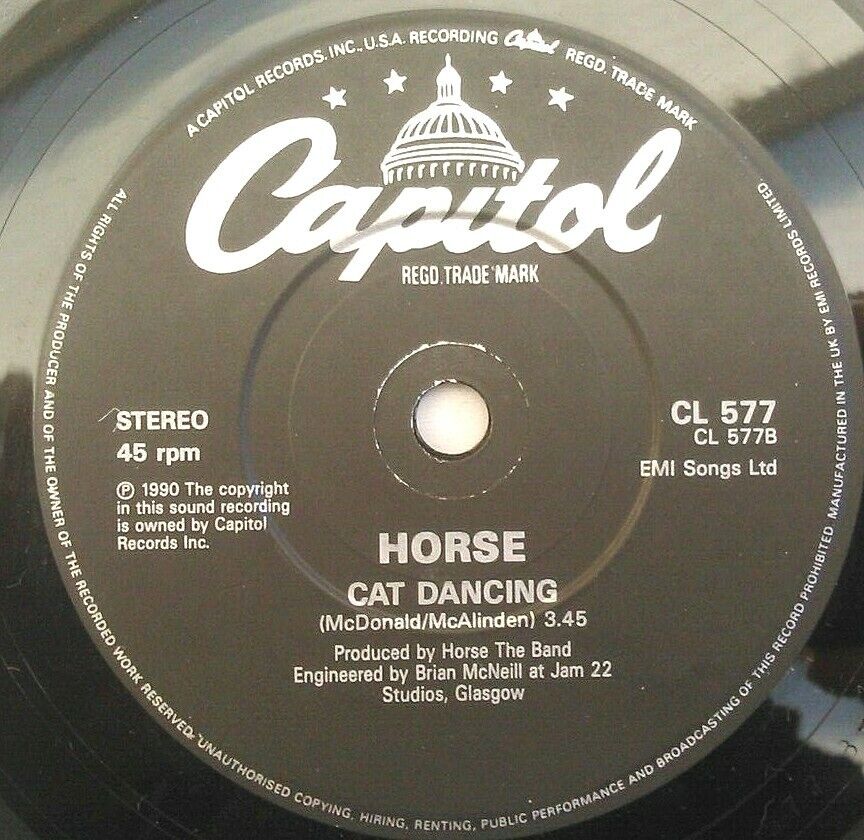 A CAPITOL RECORDS. INC., U.S.A. RECORDING Capitol REGD. TRADE MARK
Capitol
REGD. TRADE MARK
STEREO
45 rpm
℗ 1990 The copyright
in this sound recording
is owned by Capitol
Records Inc.
CL 577
CL 577B
EMI Songs Ltd
HORSE
CAT DANCING
(McDonald/McAlinden) 3.45
Produced by Horse The Band
Engineered by Brian McNeill at Jam 22
Studios, Glasgow
ALL RIGHTS OF THE PRODUCER AND OF THE OWNER OF THE RECORDED WORK RESERVED. UNAUTHORISED COPYING, HIRING, RENTING, PUBLIC PERFORMANCE AND BROADCASTING OF THIS RECORD PROHIBITED. MANUFACTURED IN THE UK BY EMI RECORDS LIMITED.